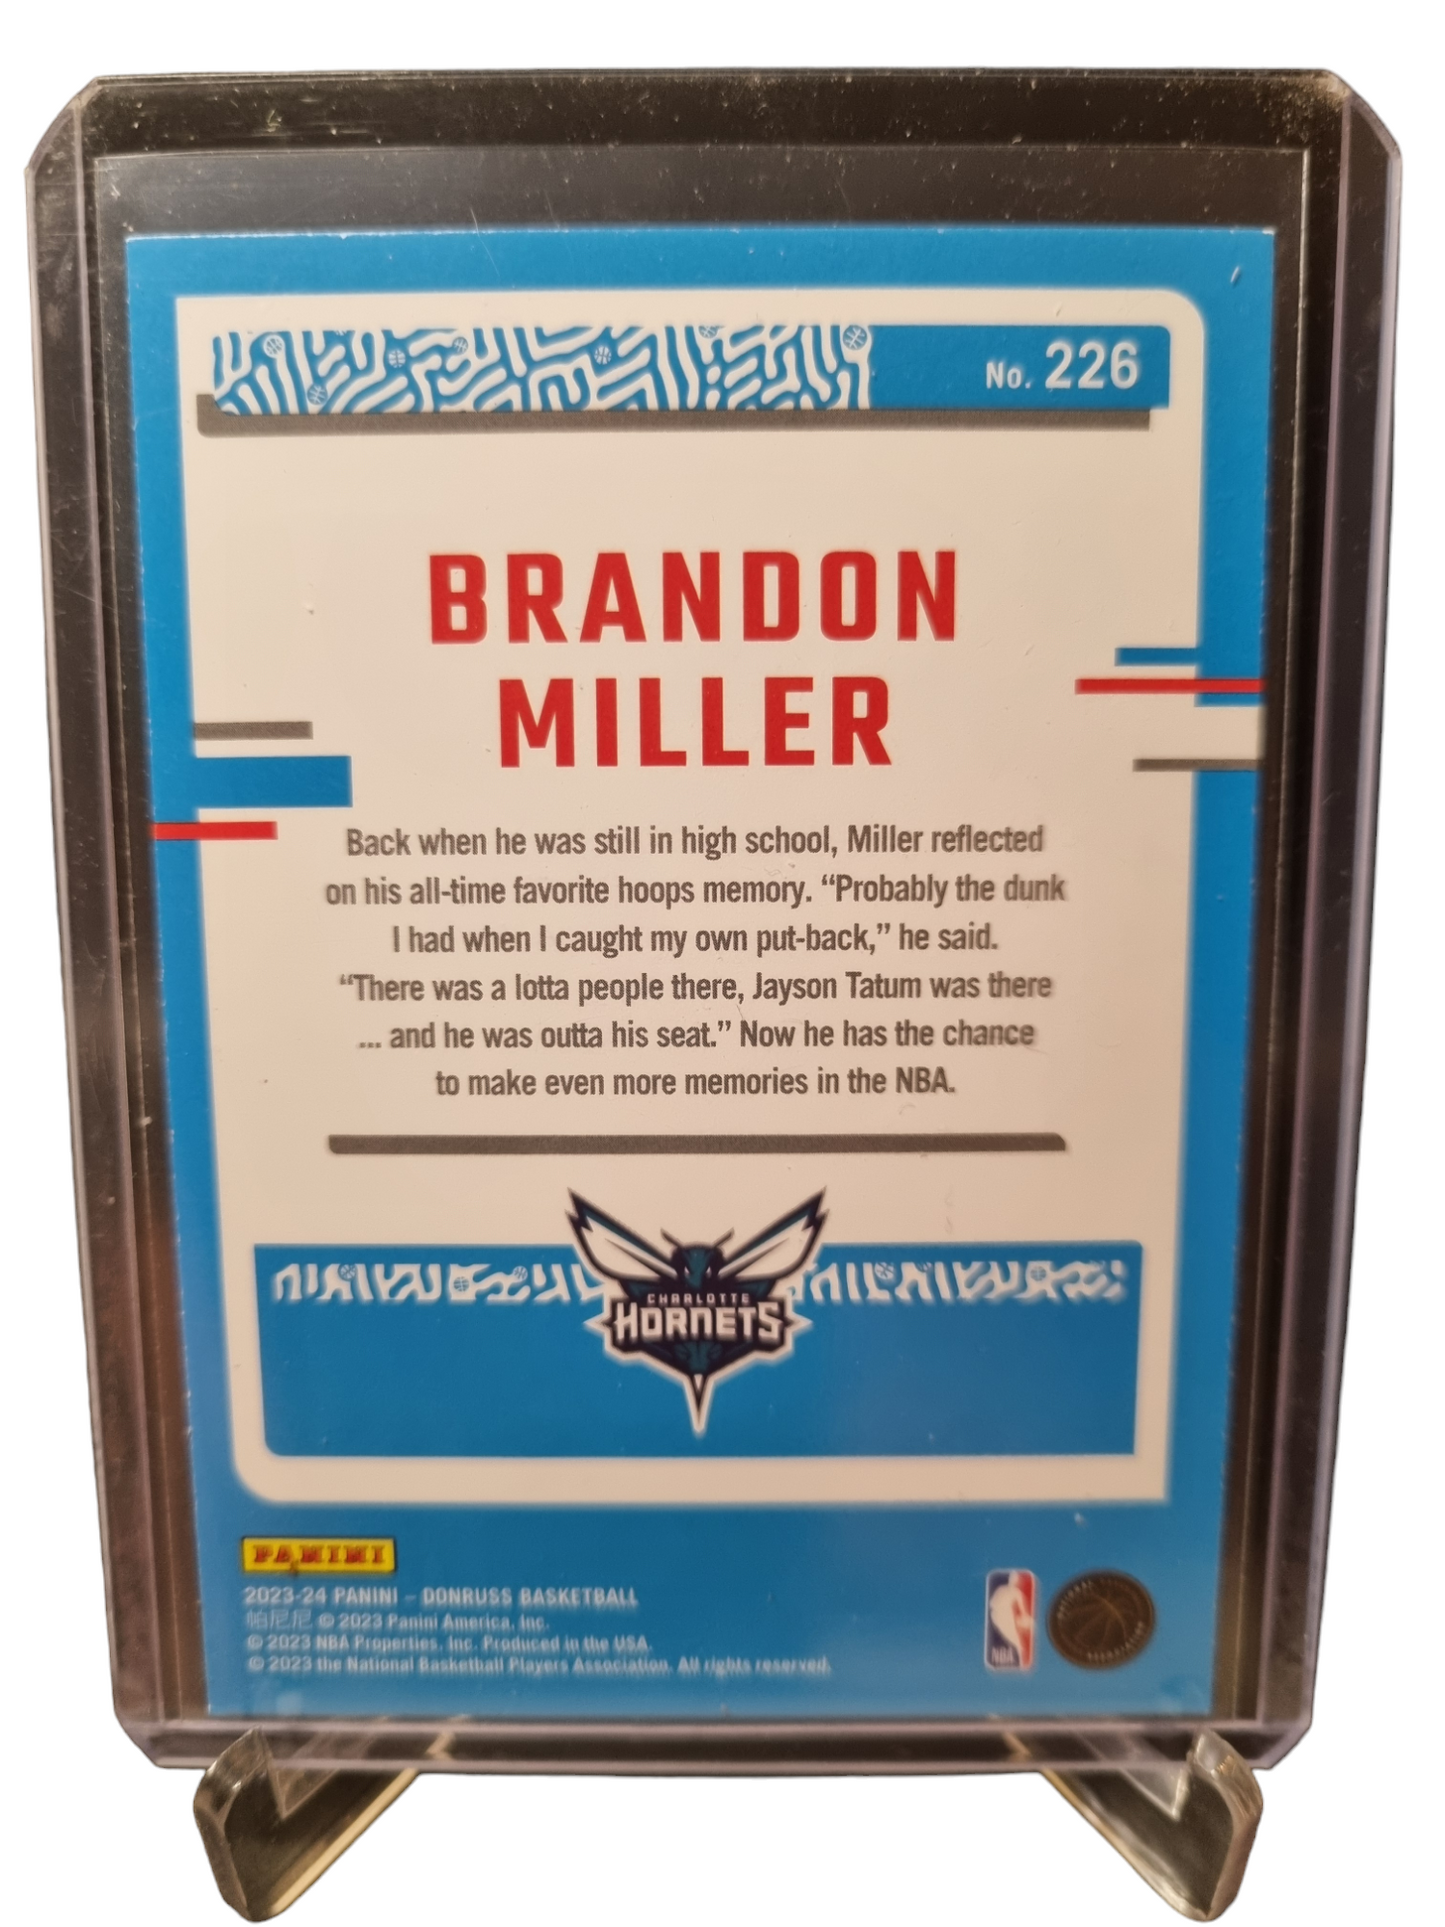 No. 226
BRANDON
MILLER
Back when he was still in high school, Miller reflected
on his all-time favorite hoops memory. “Probably the dunk
I had when I caught my own put-back,” he said.
“There was a lotta people there, Jayson Tatum was there
... and he was outta his seat.” Now he has the chance
to make even more memories in the NBA.
CHARLOTTE
HORNETS
PANINI
2023-24 PANINI – DONRUSS BASKETBALL
帕尼尼 © 2023 Panini America, Inc.
© 2023 NBA Properties, Inc. Produced in the USA.
© 2023 the National Basketball Players Association. All rights reserved.
NBA